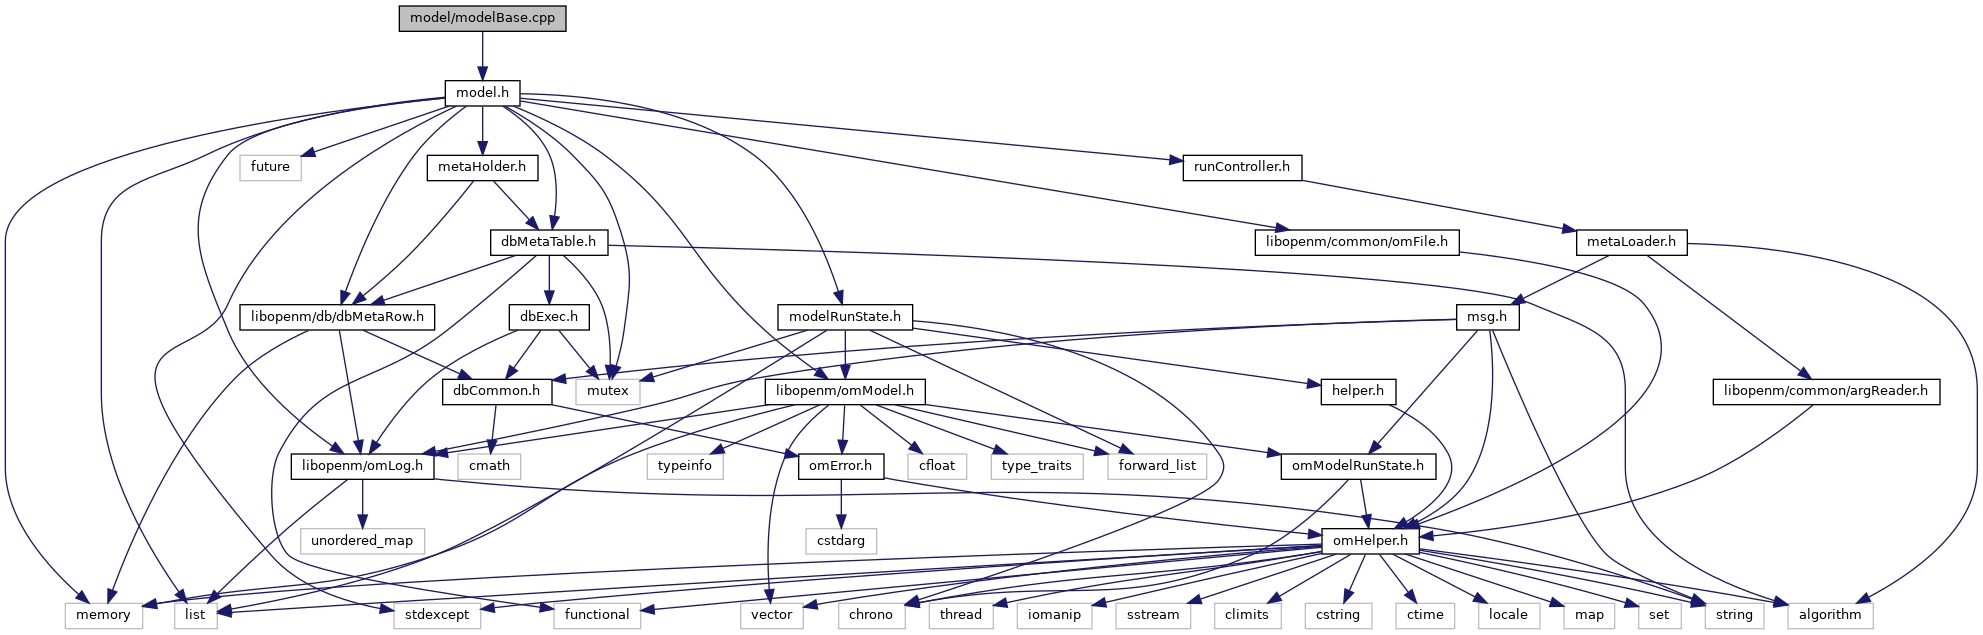 model/modelBase.cpp
model.h
future
metaHolder.h
runController.h
dbMetaTable.h
libopenm/common/omFile.h
metaLoader.h
libopenm/db/dbMetaRow.h
dbExec.h
modelRunState.h
msg.h
dbCommon.h
mutex
libopenm/omModel.h
helper.h
libopenm/common/argReader.h
libopenm/omLog.h
cmath
typeinfo
omError.h
cfloat
type_traits
forward_list
omModelRunState.h
unordered_map
cstdarg
omHelper.h
memory
list
stdexcept
functional
vector
chrono
thread
iomanip
sstream
climits
cstring
ctime
locale
map
set
string
algorithm